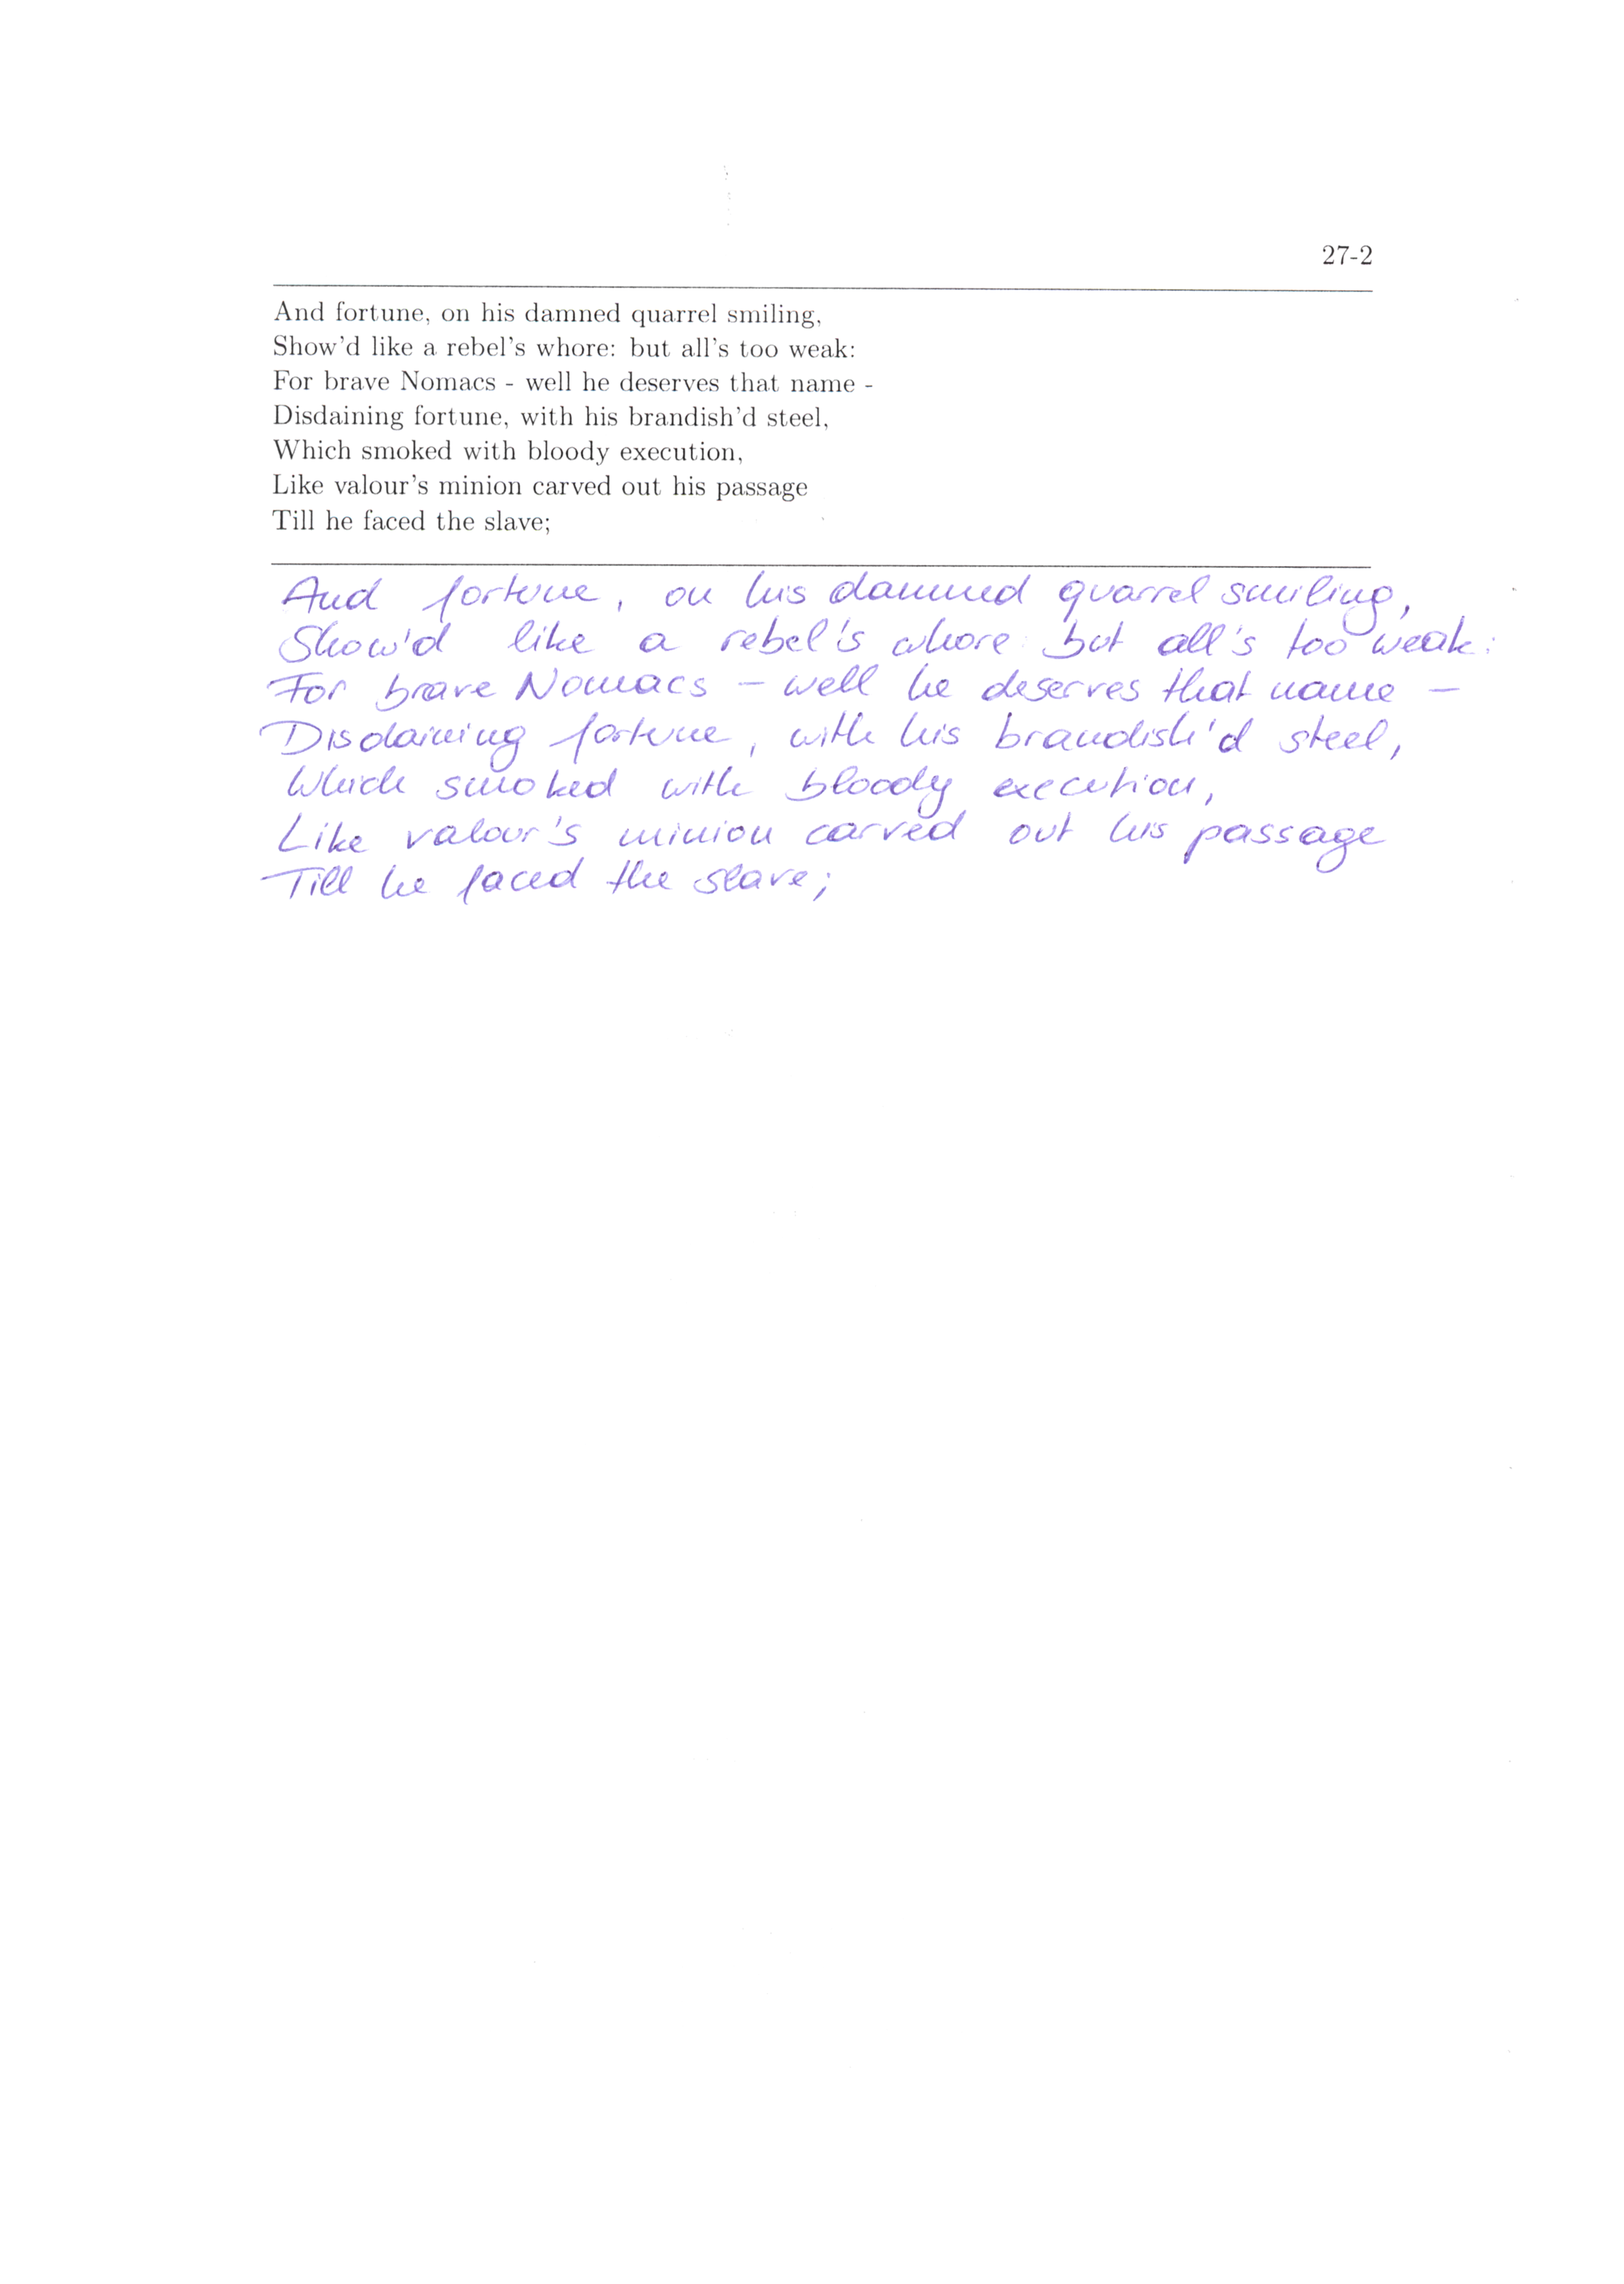 27-2
And fortune, on his damned quarrel smiling,
Show'd like a rebel's whore: but all's too weak:
For brave Nomacs - well he deserves that name -
Disdaining fortune, with his brandish'd steel,
Which smoked with bloody execution,
Like valour's minion carved out his passage
Till he faced the slave;
And fortune, on his damned quarrel smiling,
Show'd like a rebel's whore: but all's too weak:
For brave Nomacs – well he deserves that name –
Disdaining fortune, with his brandish'd steel,
Which smoked with bloody execution,
Like valour's minion carved out his passage
Till he faced the slave;